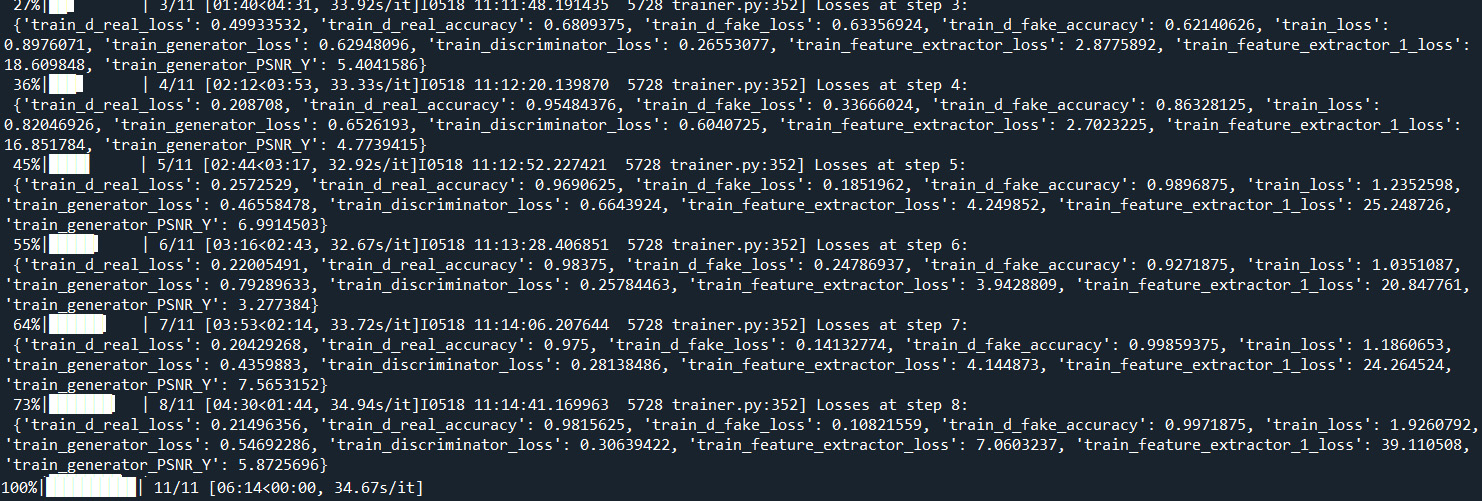 27%|███ | 3/11 [01:40<04:31, 33.92s/it]I0518 11:11:48.191435 5728 trainer.py:352] Losses at step 3:
{'train_d_real_loss': 0.49933532, 'train_d_real_accuracy': 0.6809375, 'train_d_fake_loss': 0.63356924, 'train_d_fake_accuracy': 0.62140626, 'train_loss':
0.8976071, 'train_generator_loss': 0.62948096, 'train_discriminator_loss': 0.26553077, 'train_feature_extractor_loss': 2.8775892, 'train_feature_extractor_1_loss':
18.609848, 'train_generator_PSNR_Y': 5.4041586}
36%|████ | 4/11 [02:12<03:53, 33.33s/it]I0518 11:12:20.139870 5728 trainer.py:352] Losses at step 4:
{'train_d_real_loss': 0.208708, 'train_d_real_accuracy': 0.95484376, 'train_d_fake_loss': 0.33666024, 'train_d_fake_accuracy': 0.86328125, 'train_loss':
0.82046926, 'train_generator_loss': 0.6526193, 'train_discriminator_loss': 0.6040725, 'train_feature_extractor_loss': 2.7023225, 'train_feature_extractor_1_loss':
16.851784, 'train_generator_PSNR_Y': 4.7739415}
45%|████ | 5/11 [02:44<03:17, 32.92s/it]I0518 11:12:52.227421 5728 trainer.py:352] Losses at step 5:
{'train_d_real_loss': 0.2572529, 'train_d_real_accuracy': 0.9690625, 'train_d_fake_loss': 0.1851962, 'train_d_fake_accuracy': 0.9896875, 'train_loss': 1.2352598,
'train_generator_loss': 0.46558478, 'train_discriminator_loss': 0.6643924, 'train_feature_extractor_loss': 4.249852, 'train_feature_extractor_1_loss': 25.248726,
'train_generator_PSNR_Y': 6.9914503}
55%|█████ | 6/11 [03:16<02:43, 32.67s/it]I0518 11:13:28.406851 5728 trainer.py:352] Losses at step 6:
{'train_d_real_loss': 0.22005491, 'train_d_real_accuracy': 0.98375, 'train_d_fake_loss': 0.24786937, 'train_d_fake_accuracy': 0.9271875, 'train_loss': 1.0351087,
'train_generator_loss': 0.79289633, 'train_discriminator_loss': 0.25784463, 'train_feature_extractor_loss': 3.9428809, 'train_feature_extractor_1_loss': 20.847761,
'train_generator_PSNR_Y': 3.277384}
64%|██████ | 7/11 [03:53<02:14, 33.72s/it]I0518 11:14:06.207644 5728 trainer.py:352] Losses at step 7:
{'train_d_real_loss': 0.20429268, 'train_d_real_accuracy': 0.975, 'train_d_fake_loss': 0.14132774, 'train_d_fake_accuracy': 0.99859375, 'train_loss': 1.1860653,
'train_generator_loss': 0.4359883, 'train_discriminator_loss': 0.28138486, 'train_feature_extractor_loss': 4.144873, 'train_feature_extractor_1_loss': 24.264524,
'train_generator_PSNR_Y': 7.5653152}
73%|███████ | 8/11 [04:30<01:44, 34.94s/it]I0518 11:14:41.169963 5728 trainer.py:352] Losses at step 8:
{'train_d_real_loss': 0.21496356, 'train_d_real_accuracy': 0.9815625, 'train_d_fake_loss': 0.10821559, 'train_d_fake_accuracy': 0.9971875, 'train_loss': 1.9260792,
'train_generator_loss': 0.54692286, 'train_discriminator_loss': 0.30639422, 'train_feature_extractor_loss': 7.0603237, 'train_feature_extractor_1_loss': 39.110508,
'train_generator_PSNR_Y': 5.8725696}
100%|██████████| 11/11 [06:14<00:00, 34.67s/it]